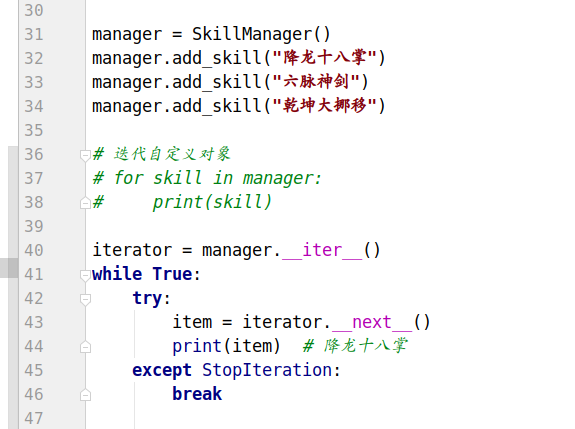 30
31 manager = SkillManager()
32 manager.add_skill("降龙十八掌")
33 manager.add_skill("六脉神剑")
34 manager.add_skill("乾坤大挪移")
35
36 # 迭代自定义对象
37 # for skill in manager:
38 #     print(skill)
39
40 iterator = manager.__iter__()
41 while True:
42     try:
43         item = iterator.__next__()
44         print(item)  # 降龙十八掌
45     except StopIteration:
46         break
47